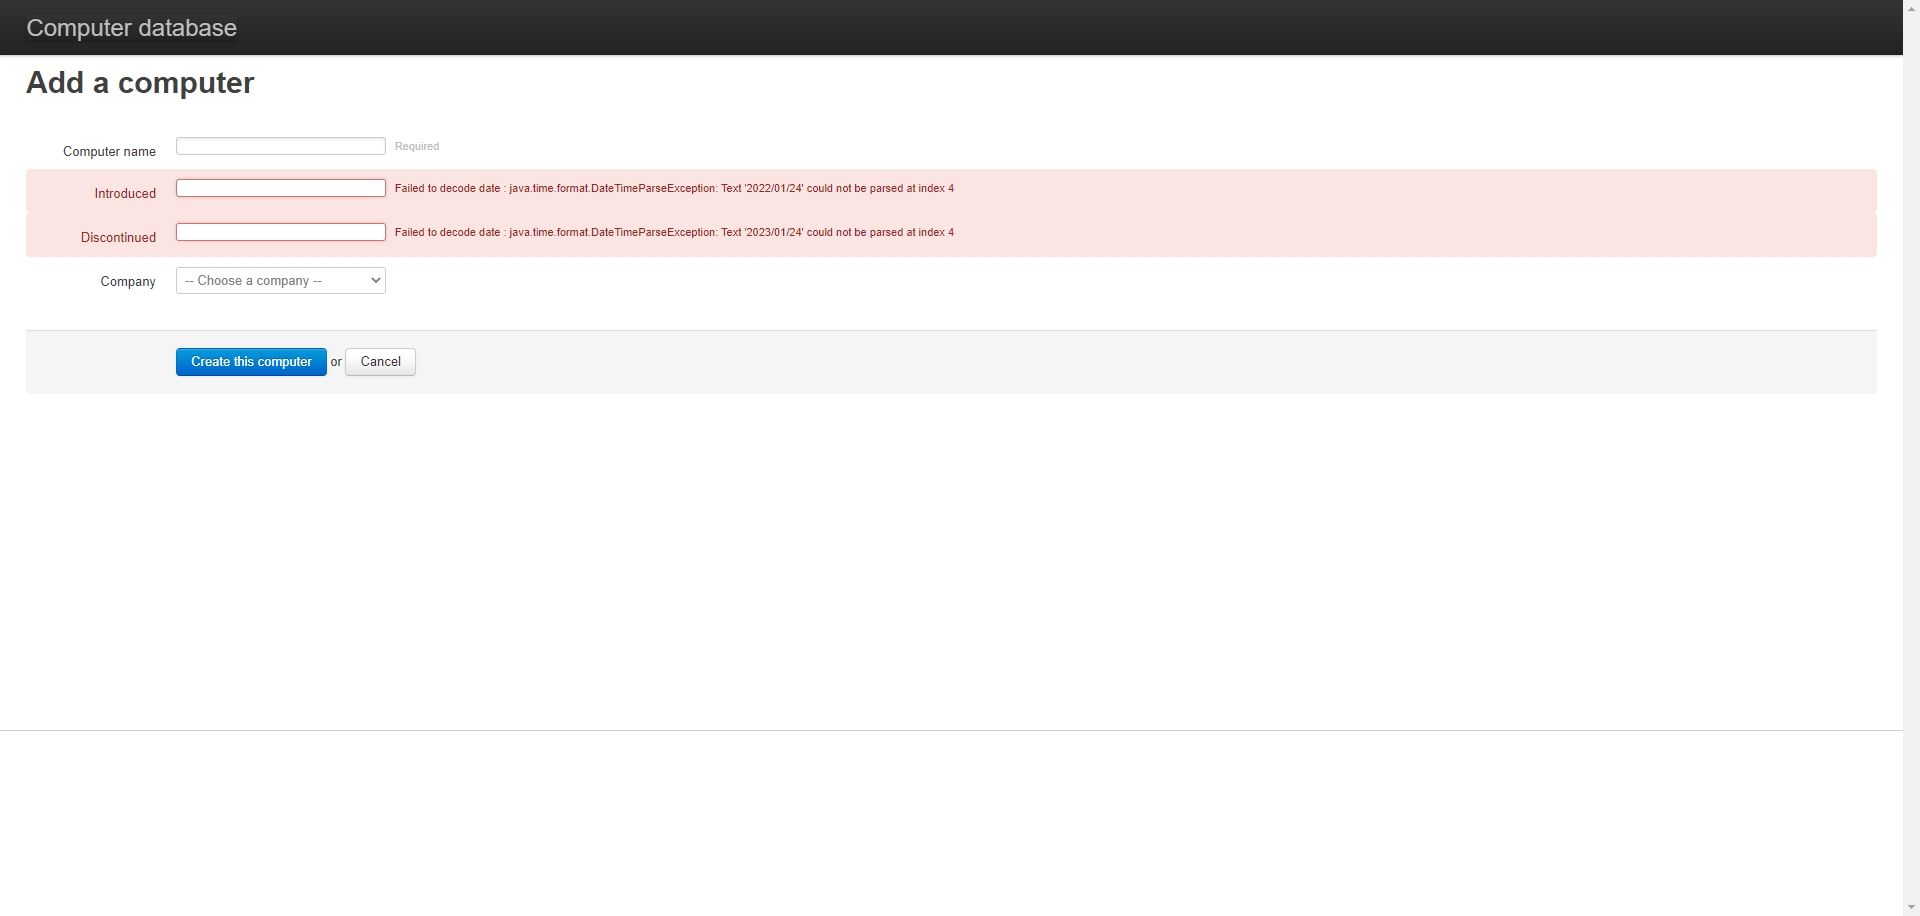 Computer database
Add a computer
Computer name Required
Introduced Failed to decode date : java.time.format.DateTimeParseException: Text '2022/01/24' could not be parsed at index 4
Discontinued Failed to decode date : java.time.format.DateTimeParseException: Text '2023/01/24' could not be parsed at index 4
Company -- Choose a company --
Create this computer or Cancel